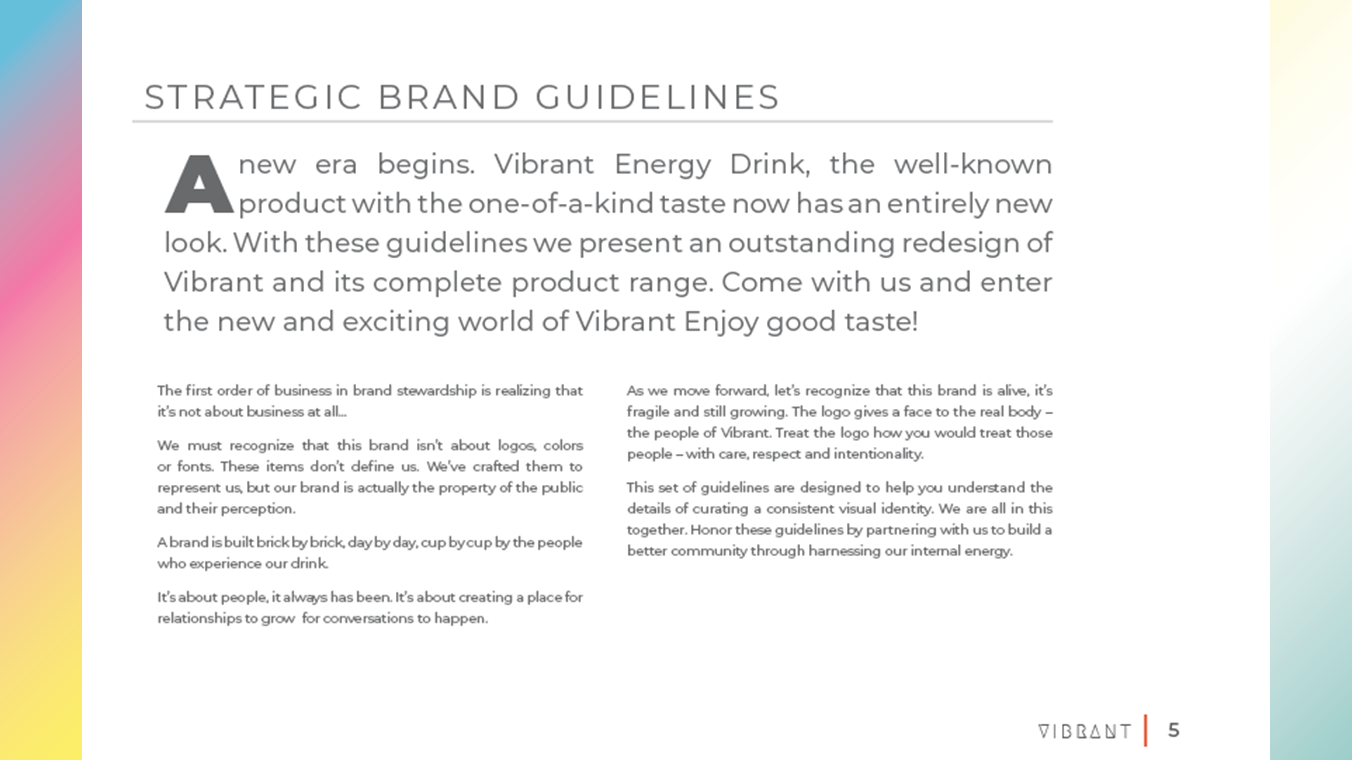 STRATEGIC BRAND GUIDELINES
A new era begins. Vibrant Energy Drink, the well-known
product with the one-of-a-kind taste now has an entirely new
look. With these guidelines we present an outstanding redesign of
Vibrant and its complete product range. Come with us and enter
the new and exciting world of Vibrant Enjoy good taste!
The first order of business in brand stewardship is realizing that
it's not about business at all...
We must recognize that this brand isn't about logos, colors
or fonts. These items don't define us. We've crafted them to
represent us, but our brand is actually the property of the public
and their perception.
A brand is built brick by brick, day by day, cup by cup by the people
who experience our drink.
It's about people, it always has been. It's about creating a place for
relationships to grow  for conversations to happen.
As we move forward, let's recognize that this brand is alive, it's
fragile and still growing. The logo gives a face to the real body –
the people of Vibrant. Treat the logo how you would treat those
people – with care, respect and intentionality.
This set of guidelines are designed to help you understand the
details of curating a consistent visual identity. We are all in this
together. Honor these guidelines by partnering with us to build a
better community through harnessing our internal energy.
VIBRANT 5